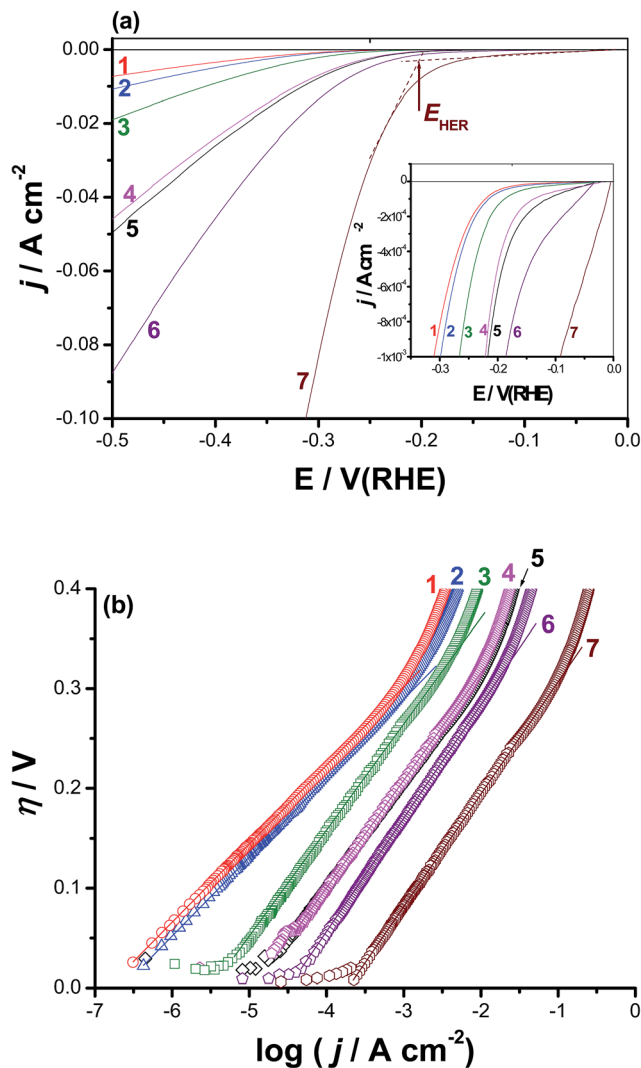 (a)
0.00
-0.02
-0.04
-0.06
-0.08
-0.10
j / A cm-2
1
2
3
4
5
6
7
EHER
-0.5 -0.4 -0.3 -0.2 -0.1 0.0
E / V(RHE)
0
-2x10-4
-4x10-4
-6x10-4
-8x10-4
-1x10-3
j / A cm-2
1 2 3 4 5 6 7
-0.3 -0.2 -0.1 0.0
E / V(RHE)
(b)
0.4
0.3
0.2
0.1
0.0
η / V
1 2 3 4 5
6
7
-7 -6 -5 -4 -3 -2 -1 0
log ( j / A cm-2)